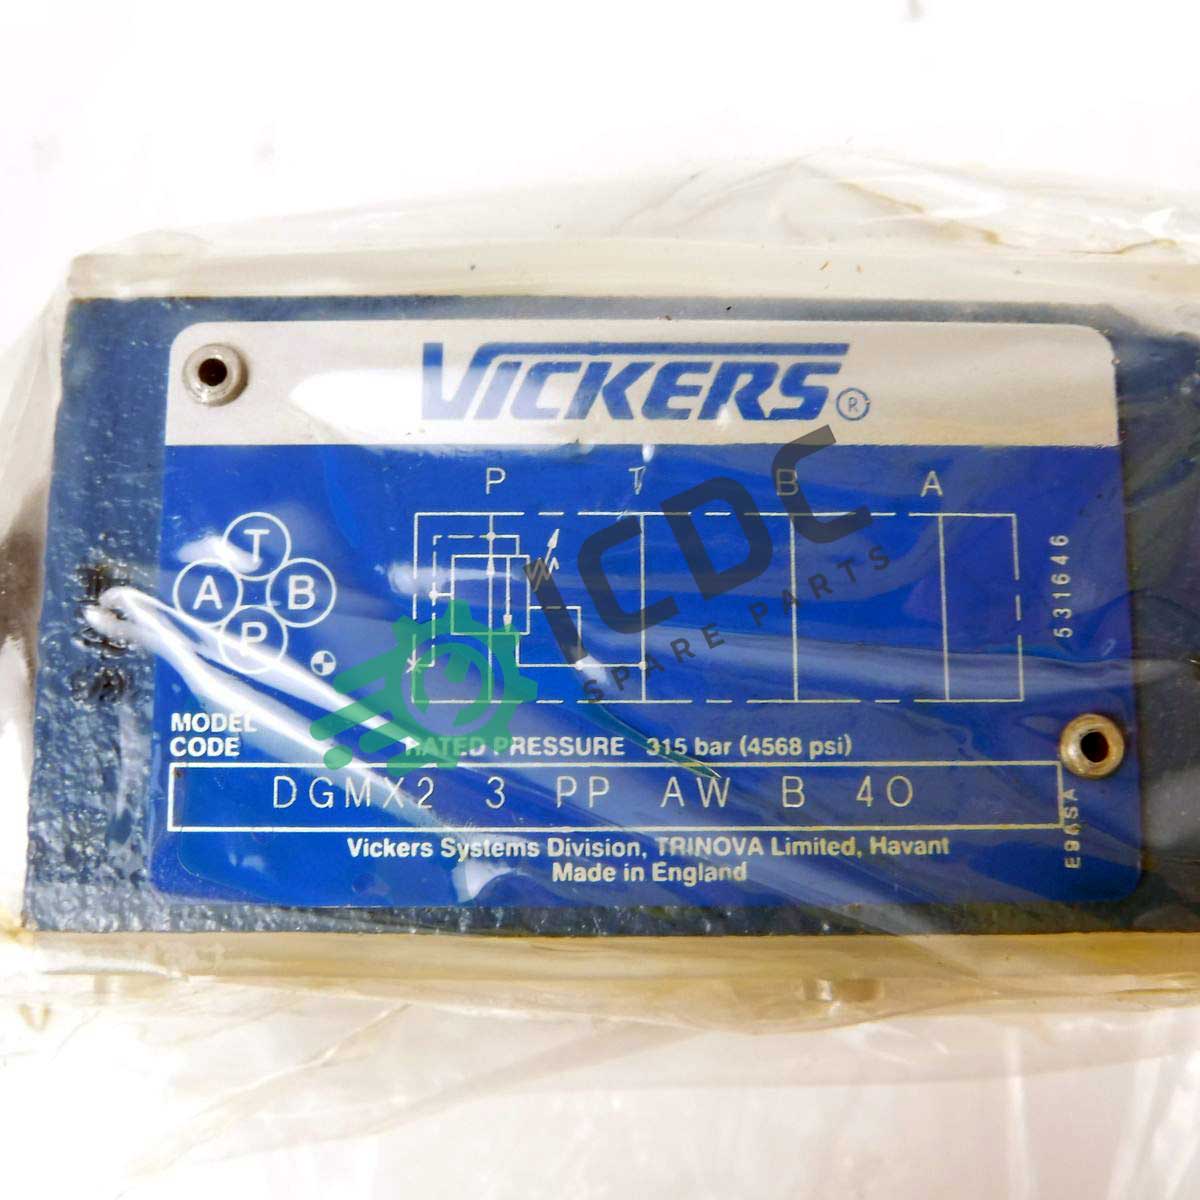 VICKERS ®
P T B A
T
A B
P
531646
ICDC
SPARE PARTS
MODEL
CODE
RATED PRESSURE 315 bar (4568 psi)
DGMX2 3 PP AW B 40
Vickers Systems Division, TRINOVA Limited, Havant
Made in England